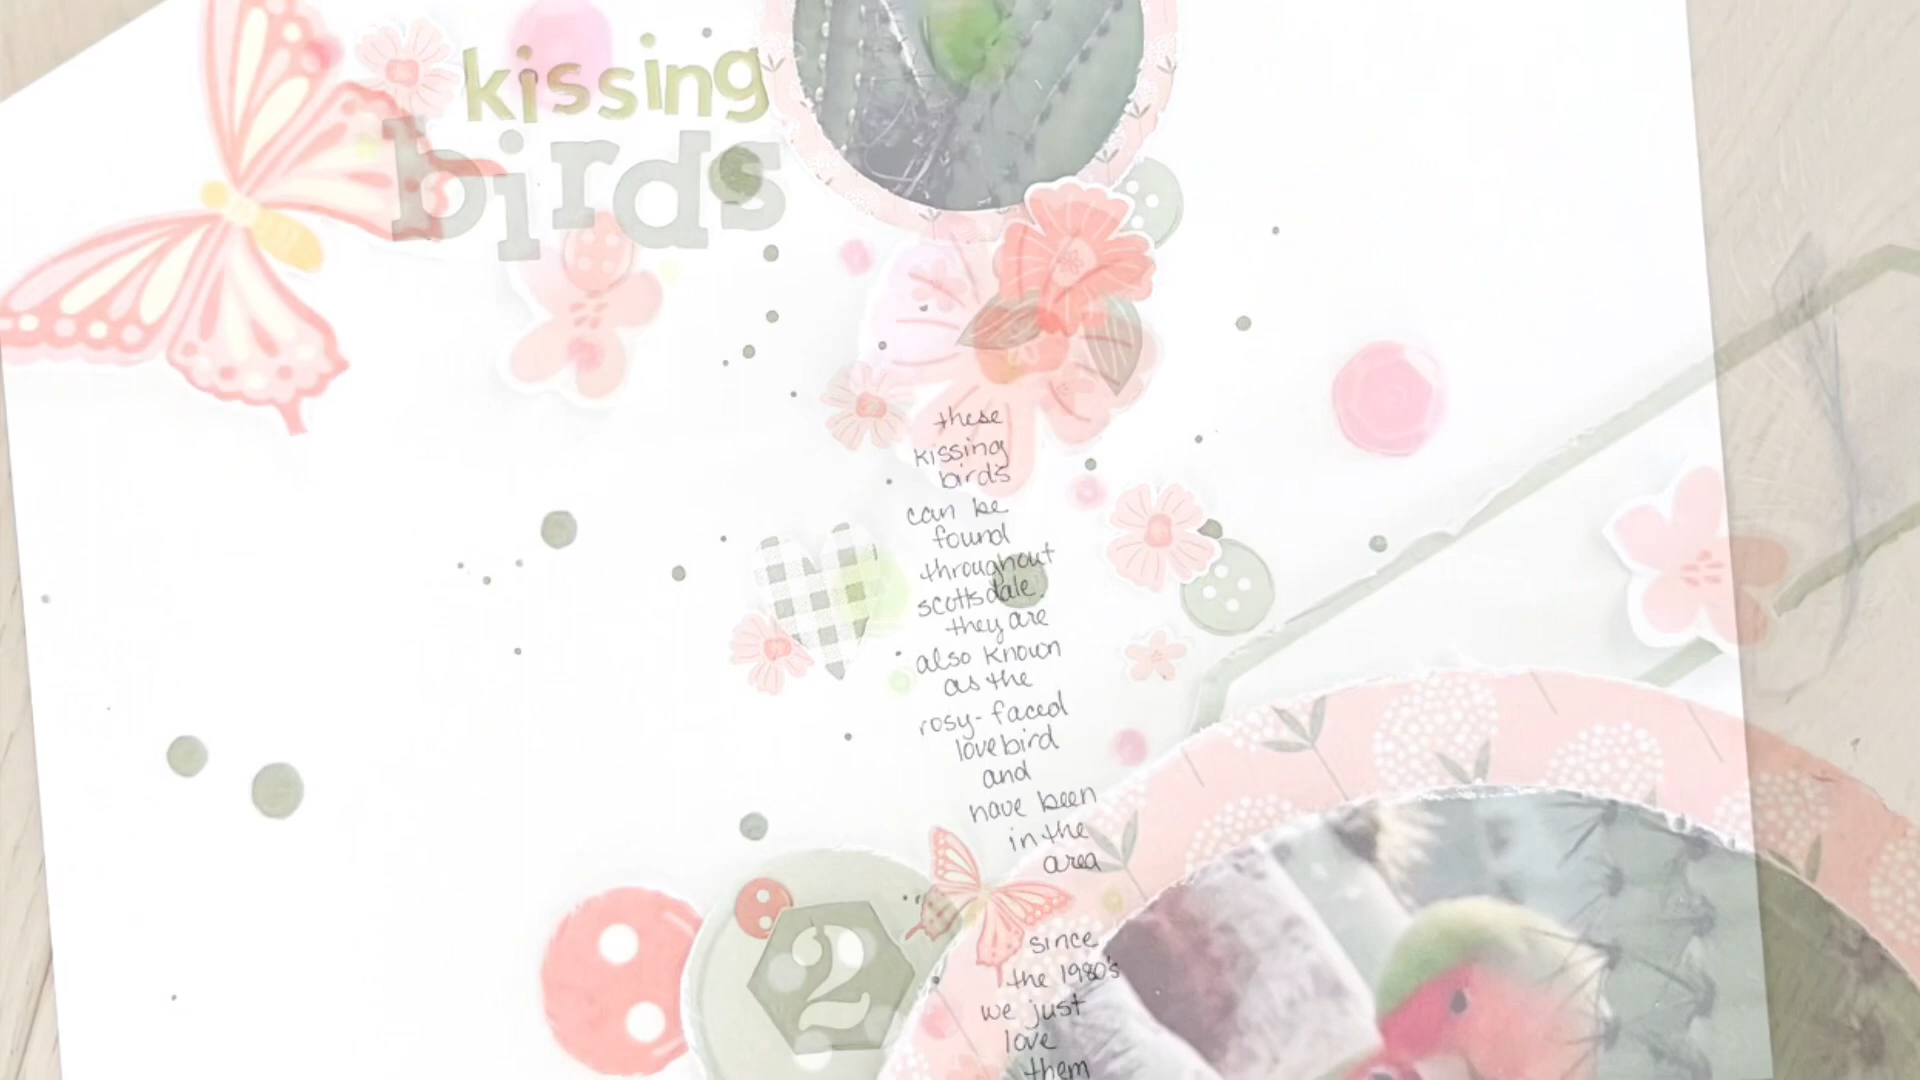 kissing
birds
these
kissing
birds
can be
found
throughout
scottsdale.
they are
also known
as the
rosy-faced
lovebird
and
have been
in the
area
since
the 1980's
we just
love
them
2